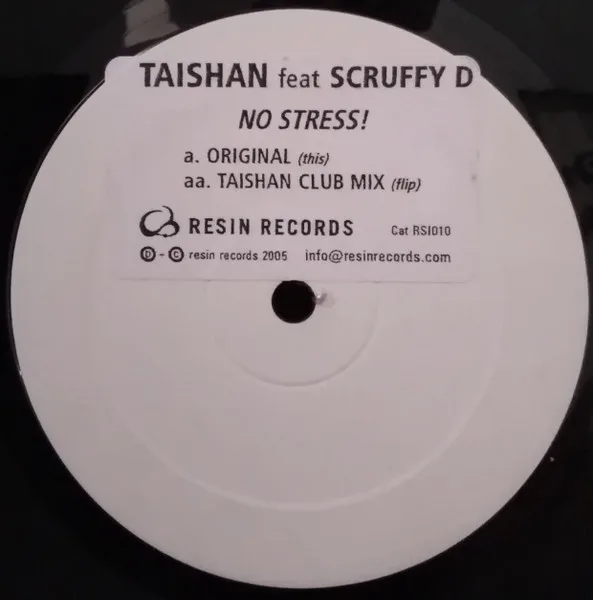 TAISHAN feat SCRUFFY D
NO STRESS!
a. ORIGINAL (this)
aa. TAISHAN CLUB MIX (flip)
RESIN RECORDS Cat RSI010
Ⓓ - Ⓒ resin records 2005 info@resinrecords.com